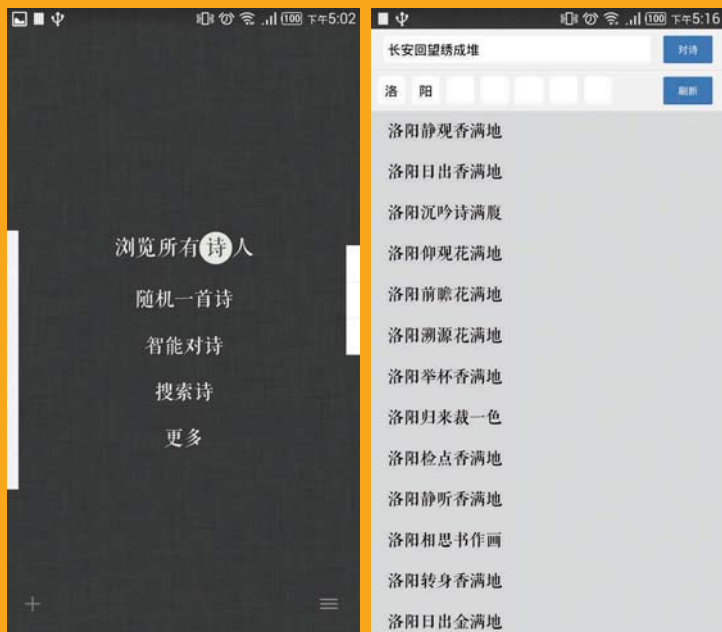 100 下午5:02
浏览所有诗人
随机一首诗
智能对诗
搜索诗
更多
100 下午5:16
长安回望绣成堆 对诗
洛 阳 刷新
洛阳静观香满地
洛阳日出香满地
洛阳沉吟诗满腹
洛阳仰观花满地
洛阳前瞻花满地
洛阳溯源花满地
洛阳举杯香满地
洛阳归来裁一色
洛阳检点香满地
洛阳静听香满地
洛阳相思书作画
洛阳转身香满地
洛阳日出金满地